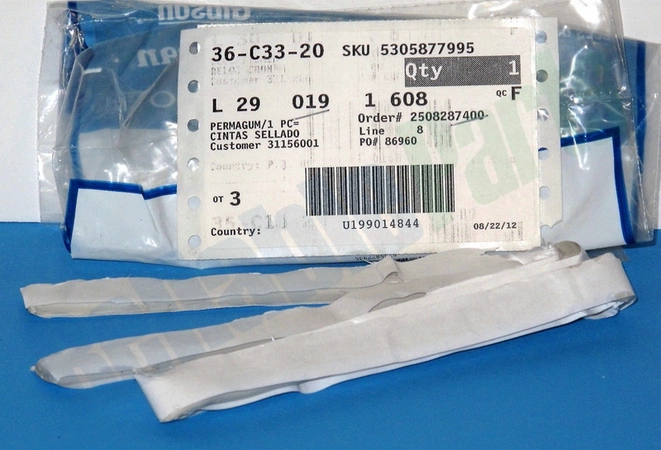 Gibson
36-C33-20 SKU 5305877995
Qty 1
L 29 019 1 608 QC F
PERMAGUM/1 PC=
CINTAS SELLADO
Customer 31156001
Order# 2508287400-
Line 8
PO# 86960
OT 3
Country:
U199014844
08/22/12